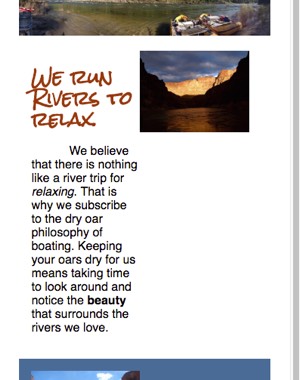 We run
Rivers to
relax
We believe
that there is nothing
like a river trip for
relaxing. That is
why we subscribe
to the dry oar
philosophy of
boating. Keeping
your oars dry for us
means taking time
to look around and
notice the beauty
that surrounds the
rivers we love.